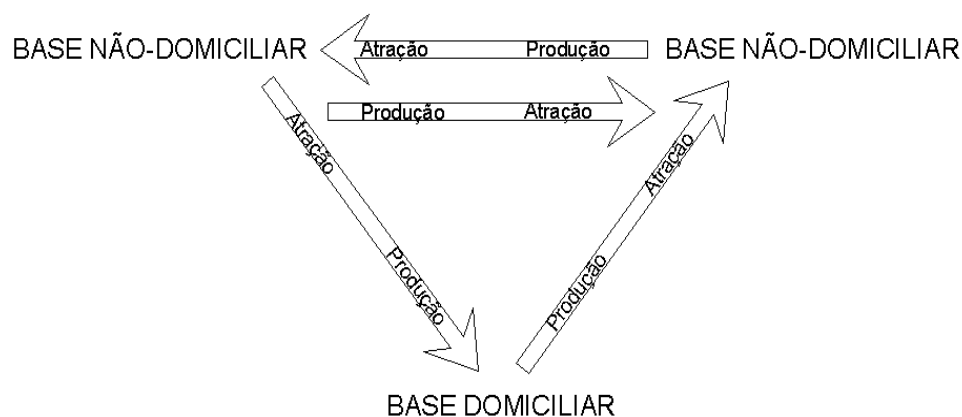 BASE NÃO-DOMICILIAR Atração Produção BASE NÃO-DOMICILIAR
Produção Atração
Atração Atração
Produção Produção
BASE DOMICILIAR